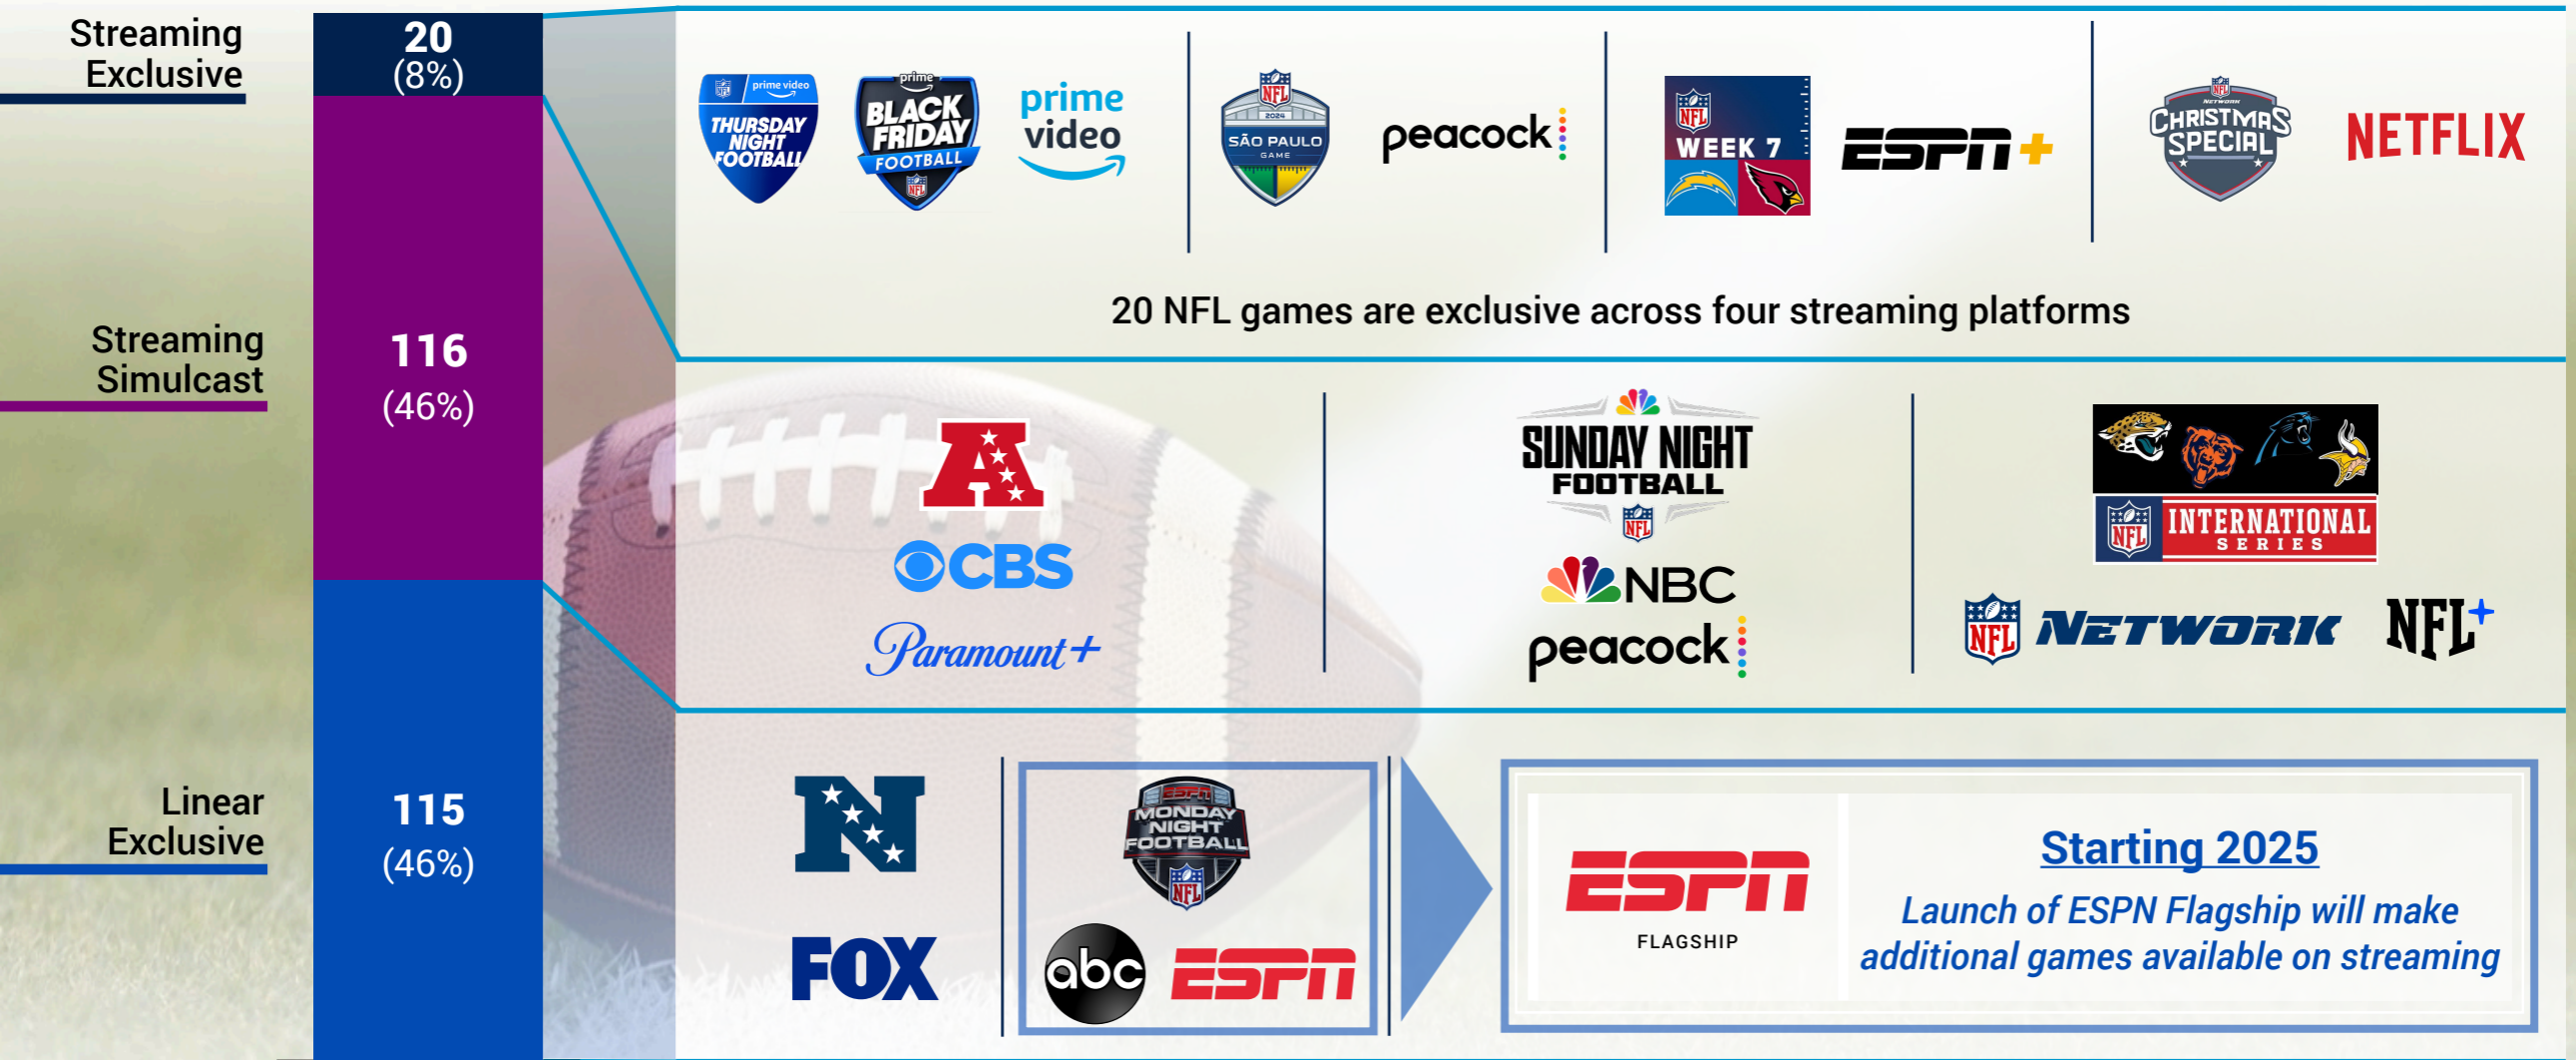 Streaming
Exclusive
20
(8%)
NFL
prime video
THURSDAY
NIGHT
FOOTBALL
prime
BLACK
FRIDAY
FOOTBALL
NFL
prime
video
NFL
2024
SÃO PAULO
GAME
peacock
NFL
WEEK 7
ESPN+
NFL
NETWORK
CHRISTMAS
SPECIAL
NETFLIX
20 NFL games are exclusive across four streaming platforms
Streaming
Simulcast
116
(46%)
A
CBS
Paramount+
SUNDAY NIGHT
FOOTBALL
NFL
NBC
peacock
NFL
INTERNATIONAL
SERIES
NFL
NETWORK
NFL+
Linear
Exclusive
115
(46%)
N
FOX
ESPN
MONDAY
NIGHT
FOOTBALL
NFL
abc
ESPN
ESPN
FLAGSHIP
Starting 2025
Launch of ESPN Flagship will make
additional games available on streaming